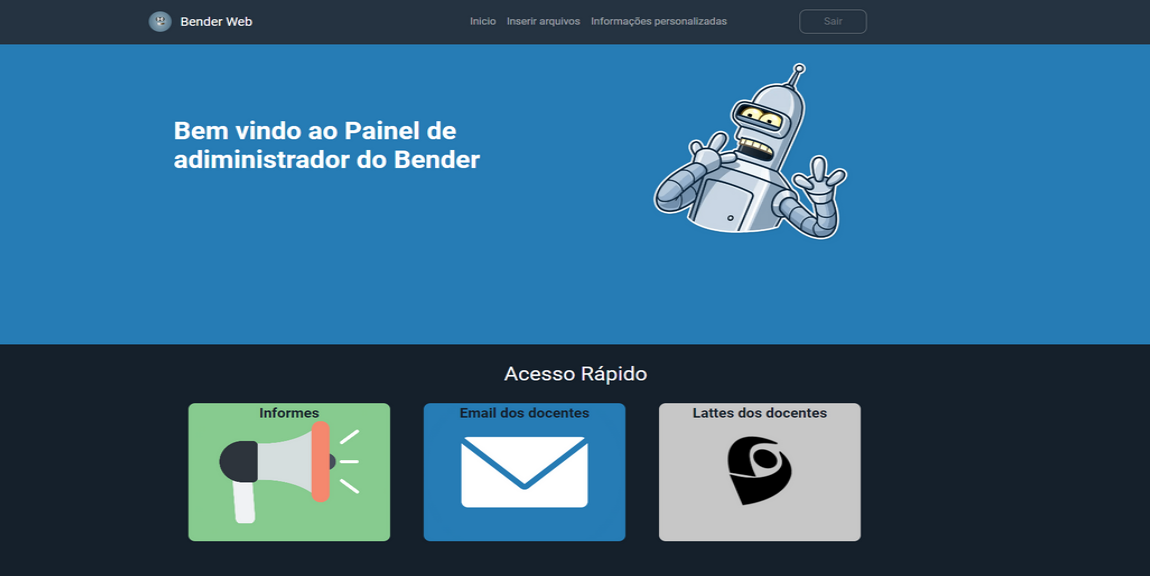 Bender Web
Inicio Inserir arquivos Informações personalizadas
Sair
Bem vindo ao Painel de
adiministrador do Bender
Acesso Rápido
Informes
Email dos docentes
Lattes dos docentes